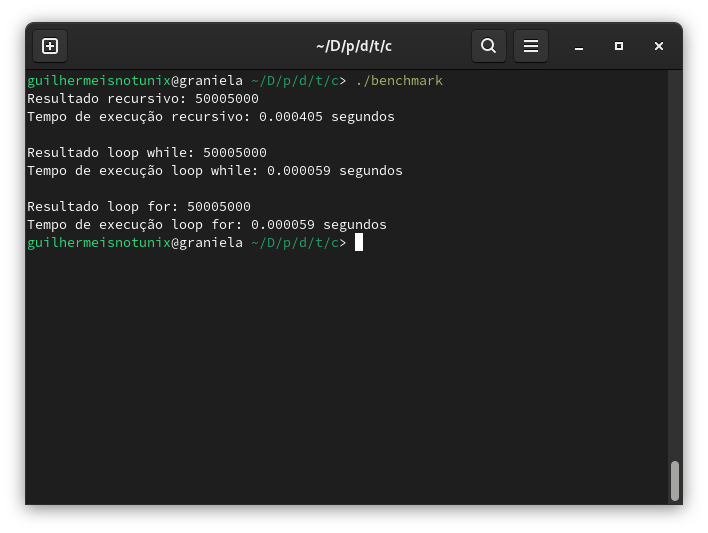 ~/D/p/d/t/c
guilhermeisnotunix@graniela ~/D/p/d/t/c> ./benchmark
Resultado recursivo: 50005000
Tempo de execução recursivo: 0.000405 segundos
Resultado loop while: 50005000
Tempo de execução loop while: 0.000059 segundos
Resultado loop for: 50005000
Tempo de execução loop for: 0.000059 segundos
guilhermeisnotunix@graniela ~/D/p/d/t/c>